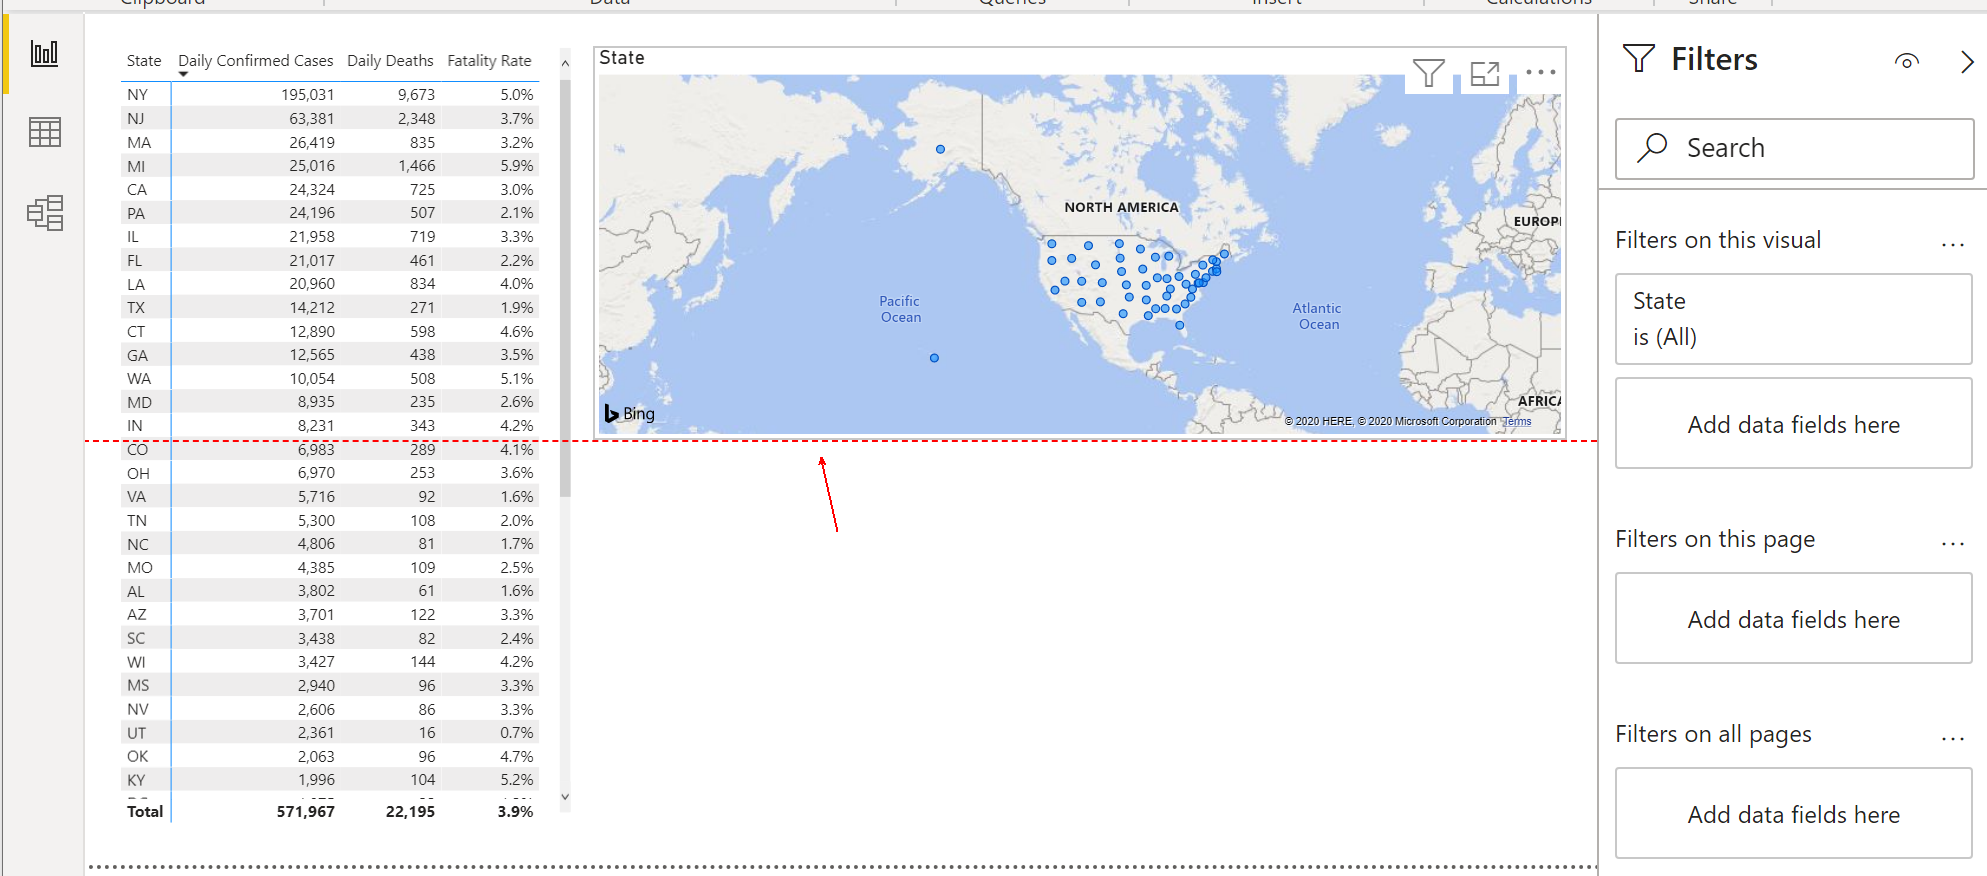 Clipboard Data Queries Insert Calculations Share
State Daily Confirmed Cases Daily Deaths Fatality Rate
NY 195,031 9,673 5.0%
NJ 63,381 2,348 3.7%
MA 26,419 835 3.2%
MI 25,016 1,466 5.9%
CA 24,324 725 3.0%
PA 24,196 507 2.1%
IL 21,958 719 3.3%
FL 21,017 461 2.2%
LA 20,960 834 4.0%
TX 14,212 271 1.9%
CT 12,890 598 4.6%
GA 12,565 438 3.5%
WA 10,054 508 5.1%
MD 8,935 235 2.6%
IN 8,231 343 4.2%
CO 6,983 289 4.1%
OH 6,970 253 3.6%
VA 5,716 92 1.6%
TN 5,300 108 2.0%
NC 4,806 81 1.7%
MO 4,385 109 2.5%
AL 3,802 61 1.6%
AZ 3,701 122 3.3%
SC 3,438 82 2.4%
WI 3,427 144 4.2%
MS 2,940 96 3.3%
NV 2,606 86 3.3%
UT 2,361 16 0.7%
OK 2,063 96 4.7%
KY 1,996 104 5.2%
Total 571,967 22,195 3.9%
State
NORTH AMERICA
EUROP
Pacific
Ocean
Atlantic
Ocean
AFRICA
Bing
© 2020 HERE, © 2020 Microsoft Corporation Terms
Filters
Search
Filters on this visual ...
State
is (All)
Add data fields here
Filters on this page ...
Add data fields here
Filters on all pages ...
Add data fields here